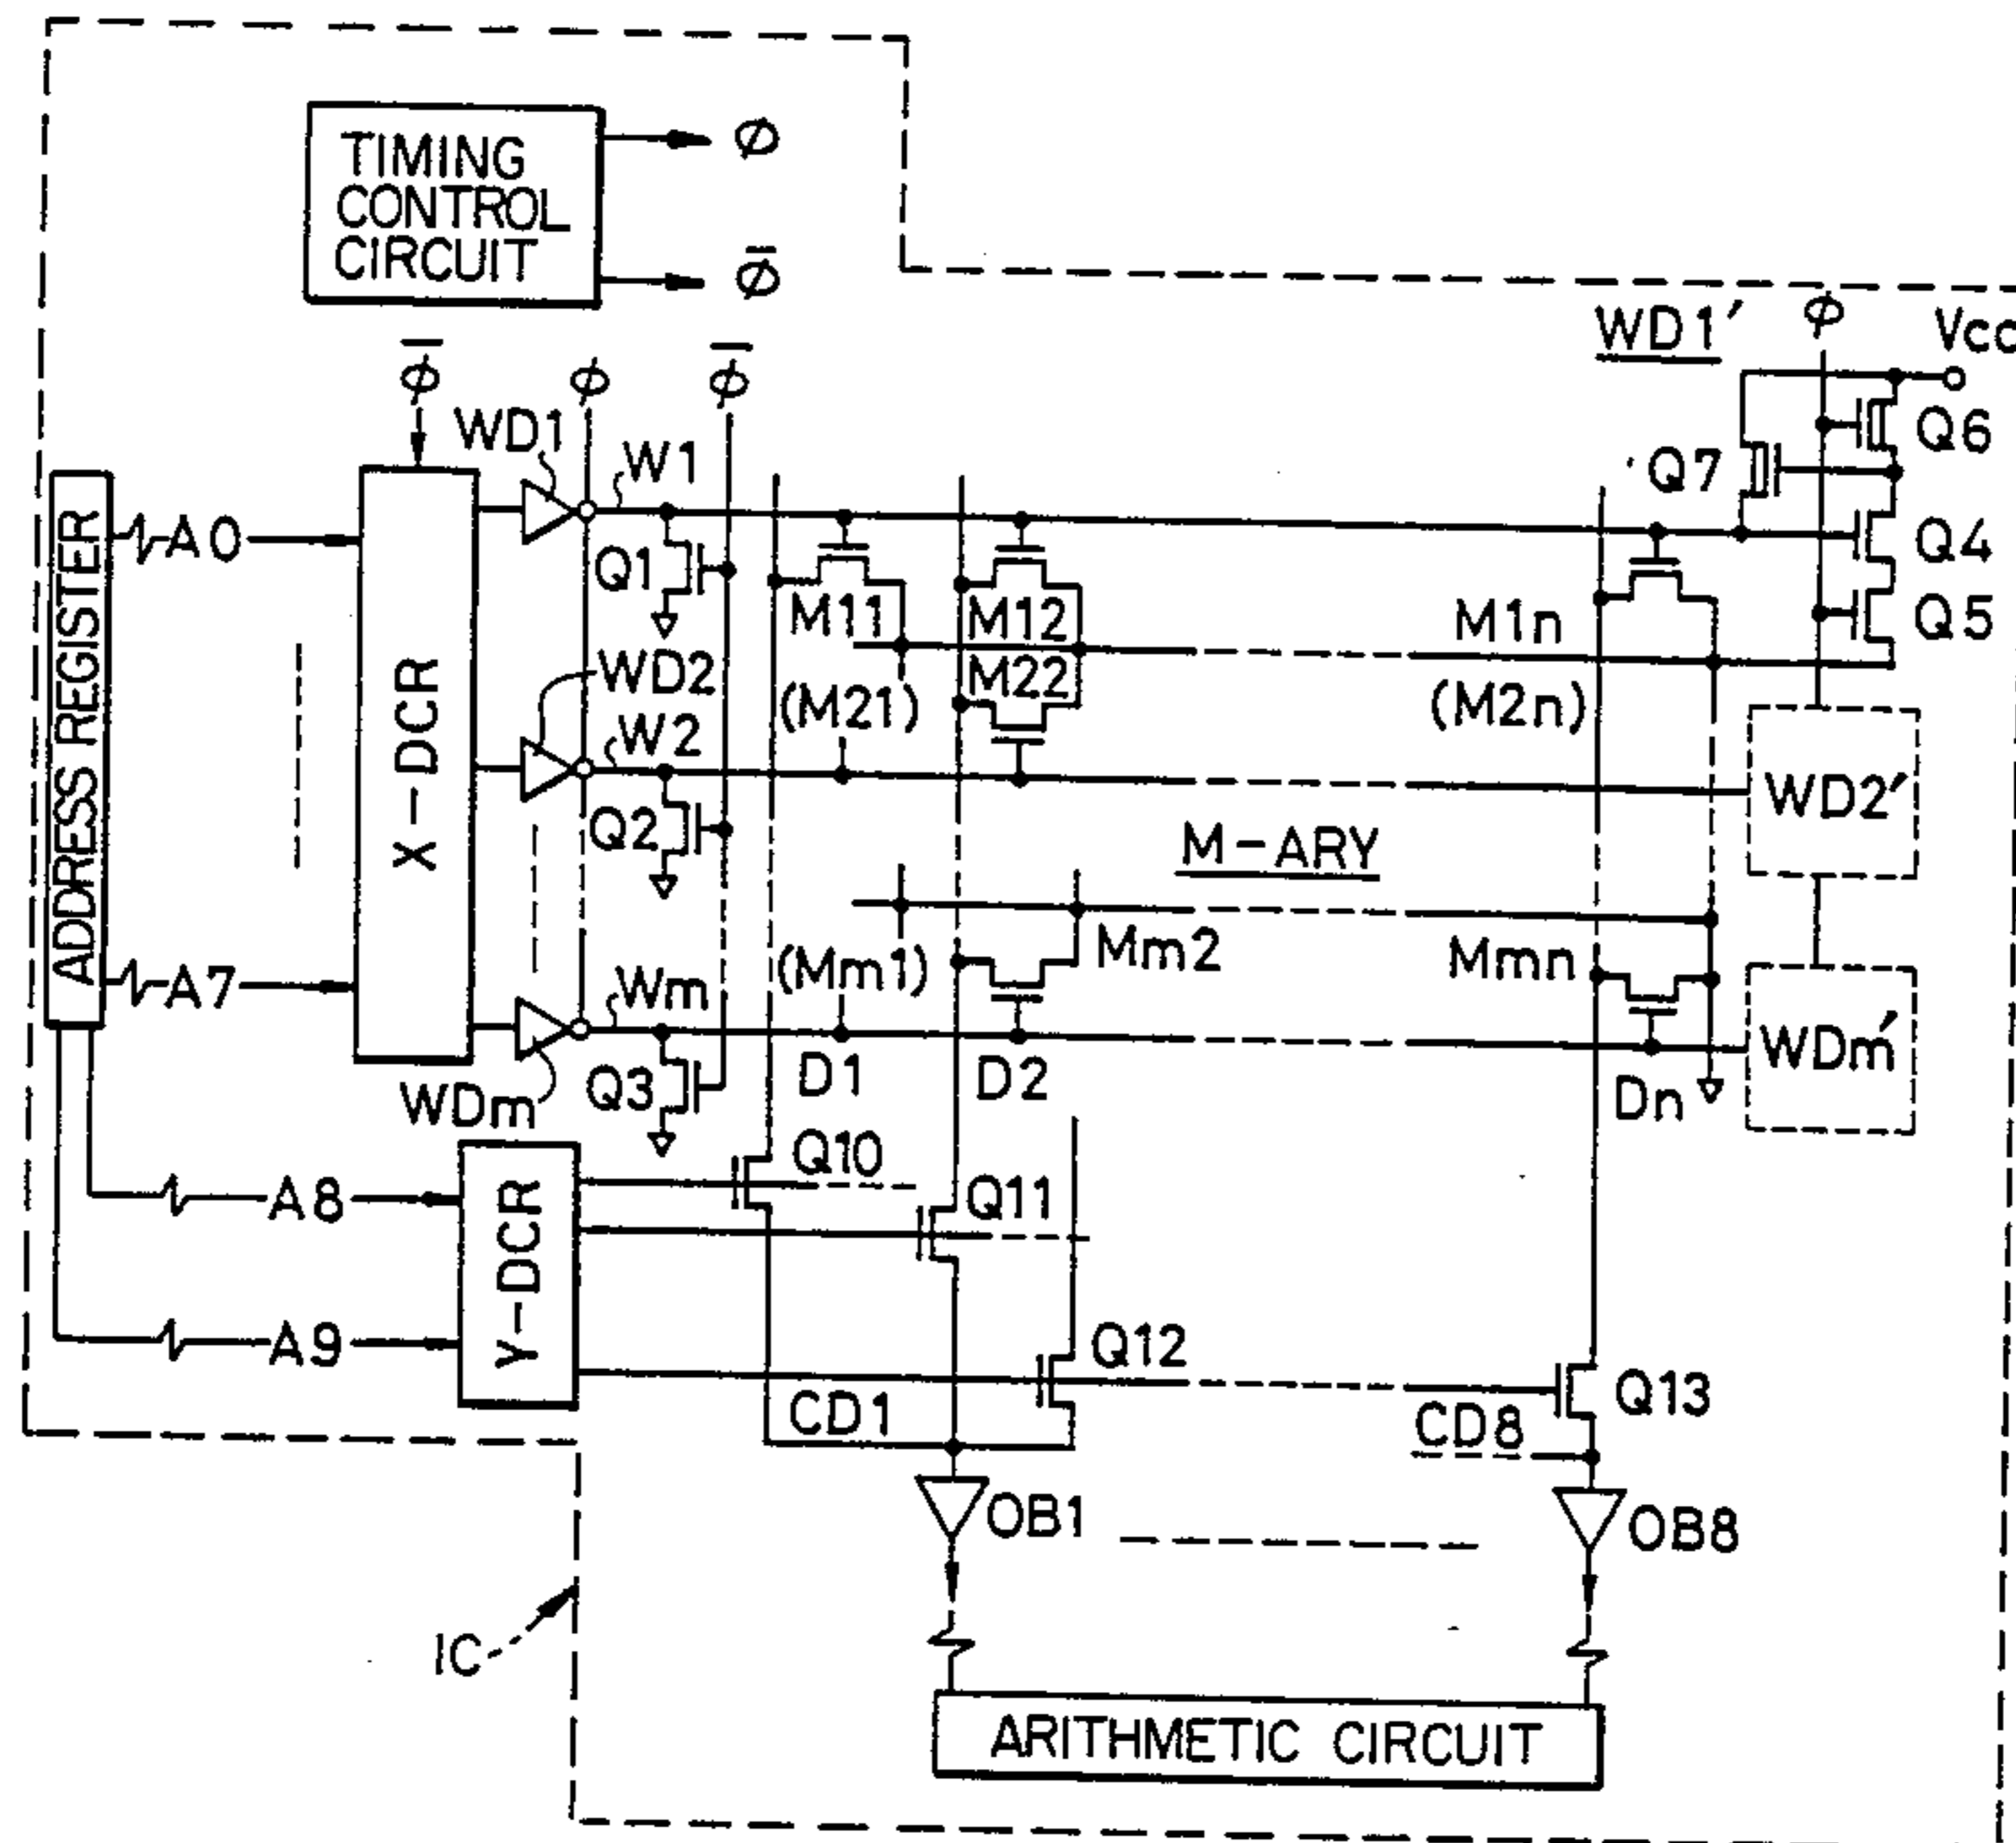 TIMING
CONTROL
CIRCUIT
φ
φ̅
φ̅
φ
φ̅
WD1′
φ
Vcc
WD1
W1
Q7
Q6
ADDRESS REGISTER
A0
X-DCR
Q1
M11
M12
M1n
Q4
Q5
WD2
W2
(M21)
M22
(M2n)
Q2
M-ARY
WD2′
A7
Wm
(Mm1)
Mm2
Mmn
WDm
Q3
D1
D2
Dn
WDm′
A8
Y-DCR
Q10
Q11
A9
Q12
Q13
CD1
CD8
OB1
OB8
IC
ARITHMETIC CIRCUIT